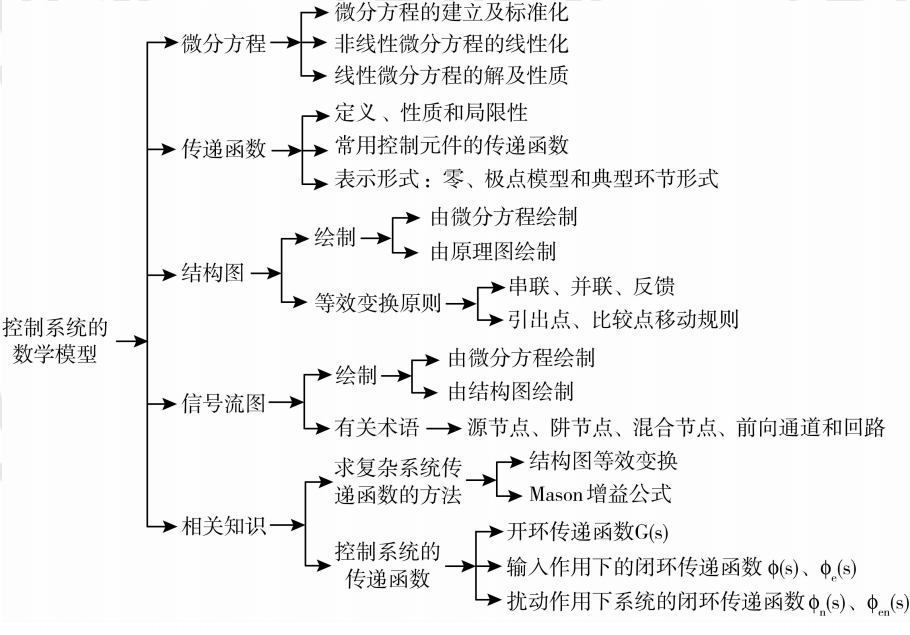 控制系统的
数学模型
微分方程
微分方程的建立及标准化
非线性微分方程的线性化
线性微分方程的解及性质
传递函数
定义、性质和局限性
常用控制元件的传递函数
表示形式：零、极点模型和典型环节形式
结构图
绘制
由微分方程绘制
由原理图绘制
等效变换原则
串联、并联、反馈
引出点、比较点移动规则
信号流图
绘制
由微分方程绘制
由结构图绘制
有关术语
源节点、阱节点、混合节点、前向通道和回路
相关知识
求复杂系统传
递函数的方法
结构图等效变换
Mason增益公式
控制系统的
传递函数
开环传递函数G(s)
输入作用下的闭环传递函数 ϕ(s)、ϕe(s)
扰动作用下系统的闭环传递函数ϕn(s)、ϕen(s)